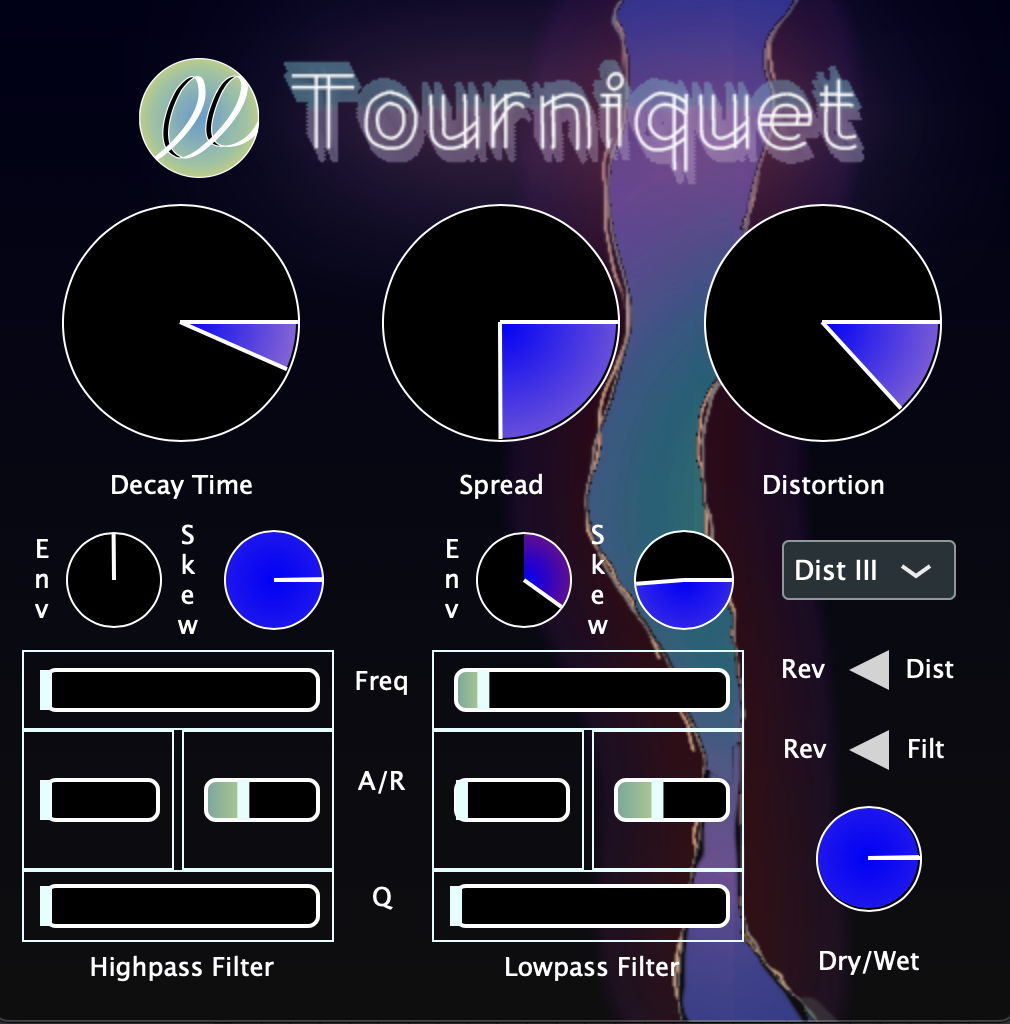 Tourniquet
Decay Time
Spread
Distortion
Env
Skew
Env
Skew
Dist III
Freq
Rev
Dist
A/R
Rev
Filt
Q
Highpass Filter
Lowpass Filter
Dry/Wet